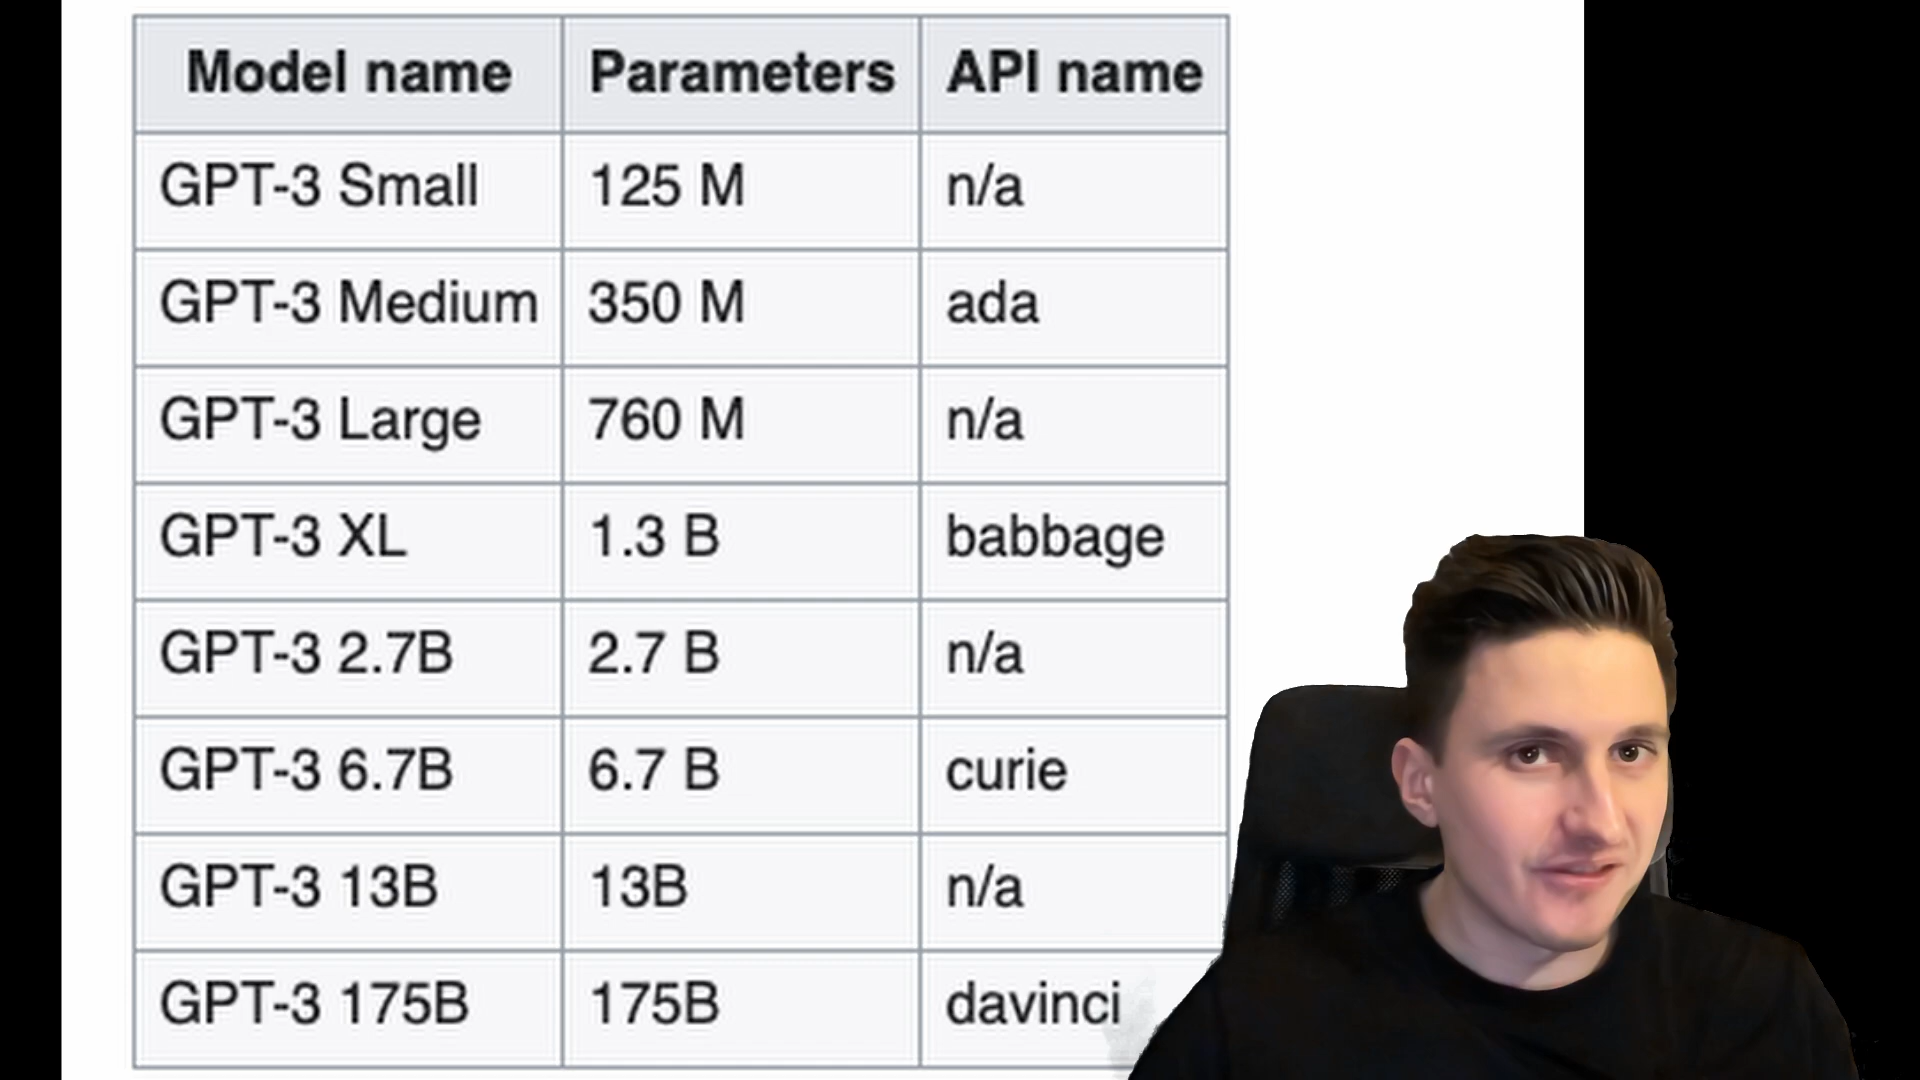 Model name Parameters API name
GPT-3 Small 125 M n/a
GPT-3 Medium 350 M ada
GPT-3 Large 760 M n/a
GPT-3 XL 1.3 B babbage
GPT-3 2.7B 2.7 B n/a
GPT-3 6.7B 6.7 B curie
GPT-3 13B 13B n/a
GPT-3 175B 175B davinci